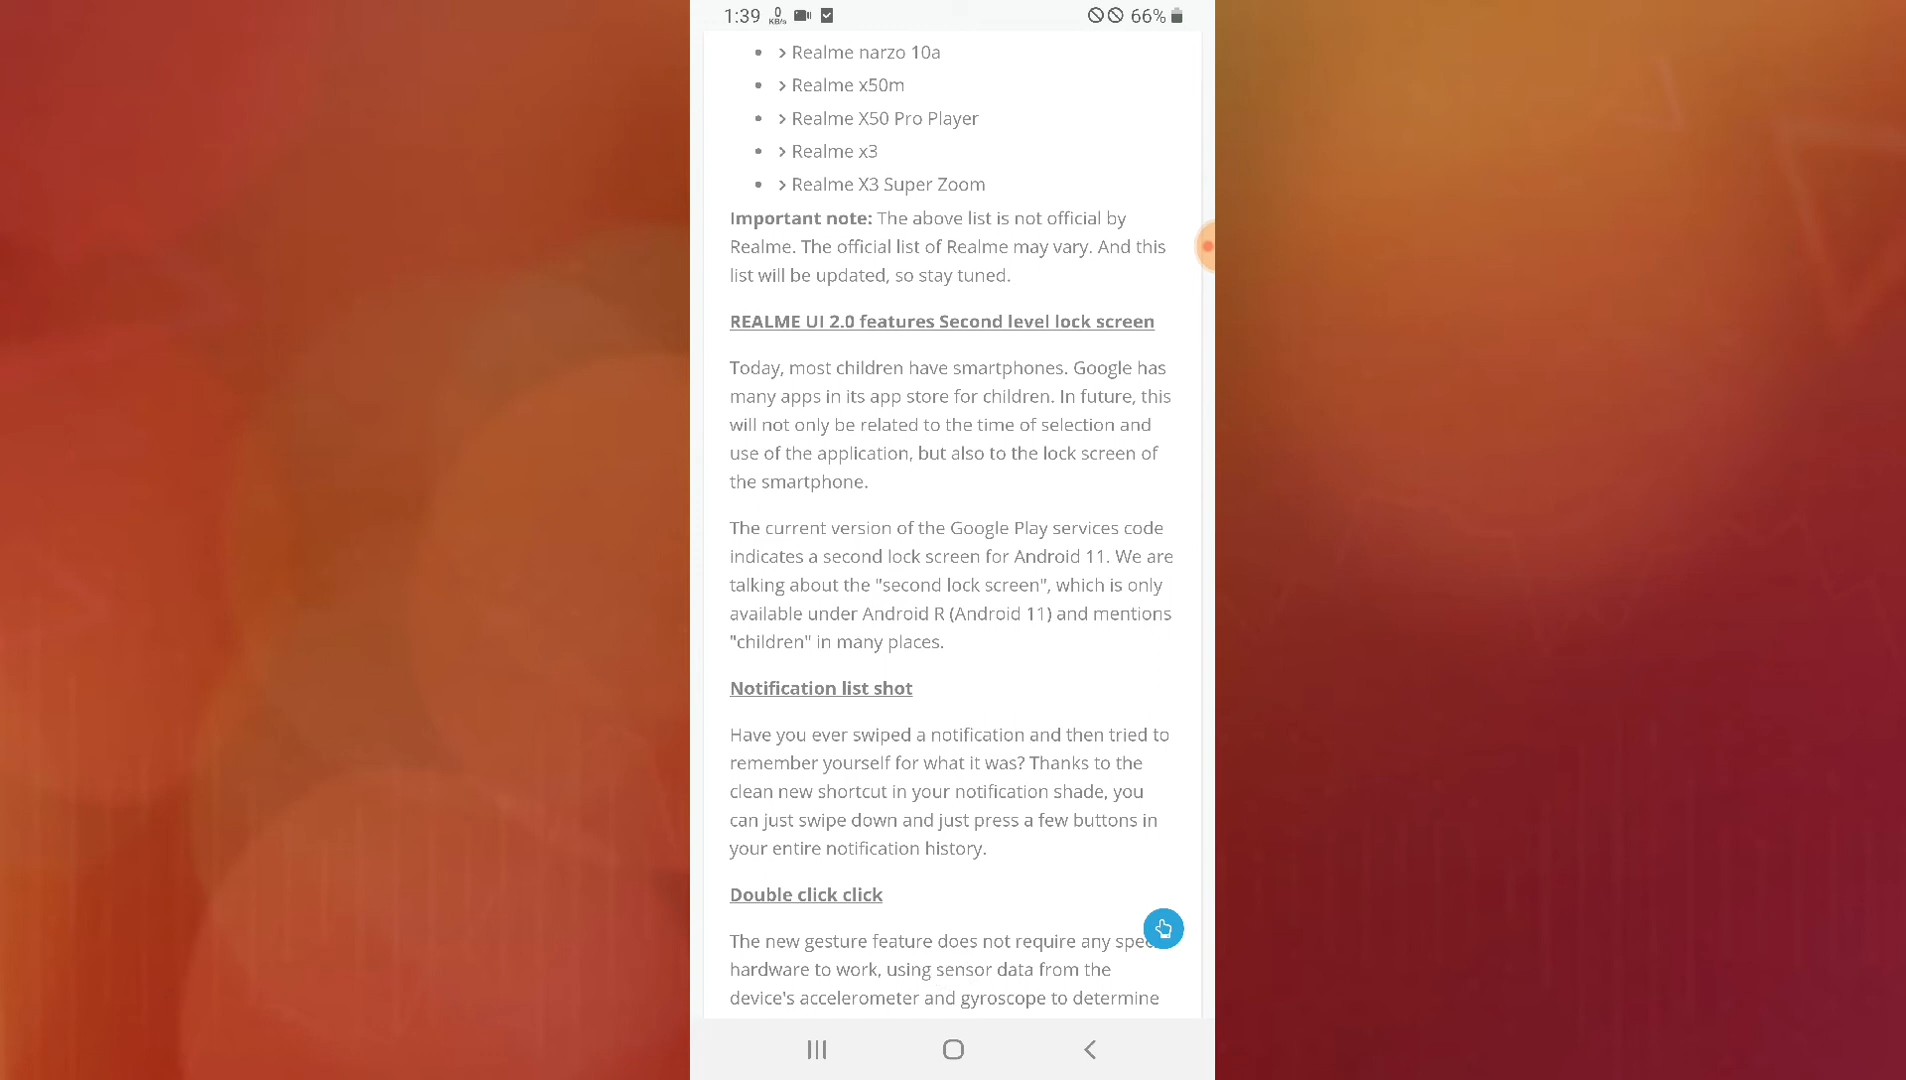 1:39 0 KB/s 66%
> Realme narzo 10a
> Realme x50m
> Realme X50 Pro Player
> Realme x3
> Realme X3 Super Zoom
Important note: The above list is not official by
Realme. The official list of Realme may vary. And this
list will be updated, so stay tuned.
REALME UI 2.0 features Second level lock screen
Today, most children have smartphones. Google has
many apps in its app store for children. In future, this
will not only be related to the time of selection and
use of the application, but also to the lock screen of
the smartphone.
The current version of the Google Play services code
indicates a second lock screen for Android 11. We are
talking about the "second lock screen", which is only
available under Android R (Android 11) and mentions
"children" in many places.
Notification list shot
Have you ever swiped a notification and then tried to
remember yourself for what it was? Thanks to the
clean new shortcut in your notification shade, you
can just swipe down and just press a few buttons in
your entire notification history.
Double click click
The new gesture feature does not require any spec
hardware to work, using sensor data from the
device's accelerometer and gyroscope to determine